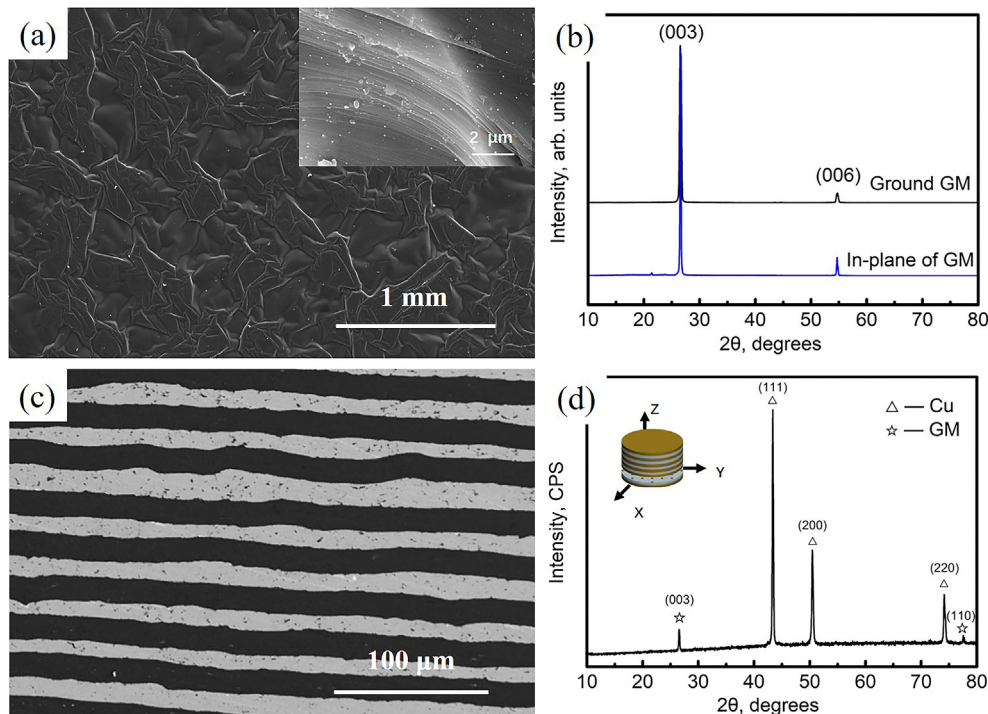 (a)
2 μm
1 mm
(b)
(003)
(006)
Ground GM
In-plane of GM
Intensity, arb. units
10 20 30 40 50 60 70 80
2θ, degrees
(c)
100 μm
(d)
(111)
△ — Cu
☆ — GM
Z
Y
X
(200)
(220)
(003)
(110)
Intensity, CPS
10 20 30 40 50 60 70 80
2θ, degrees